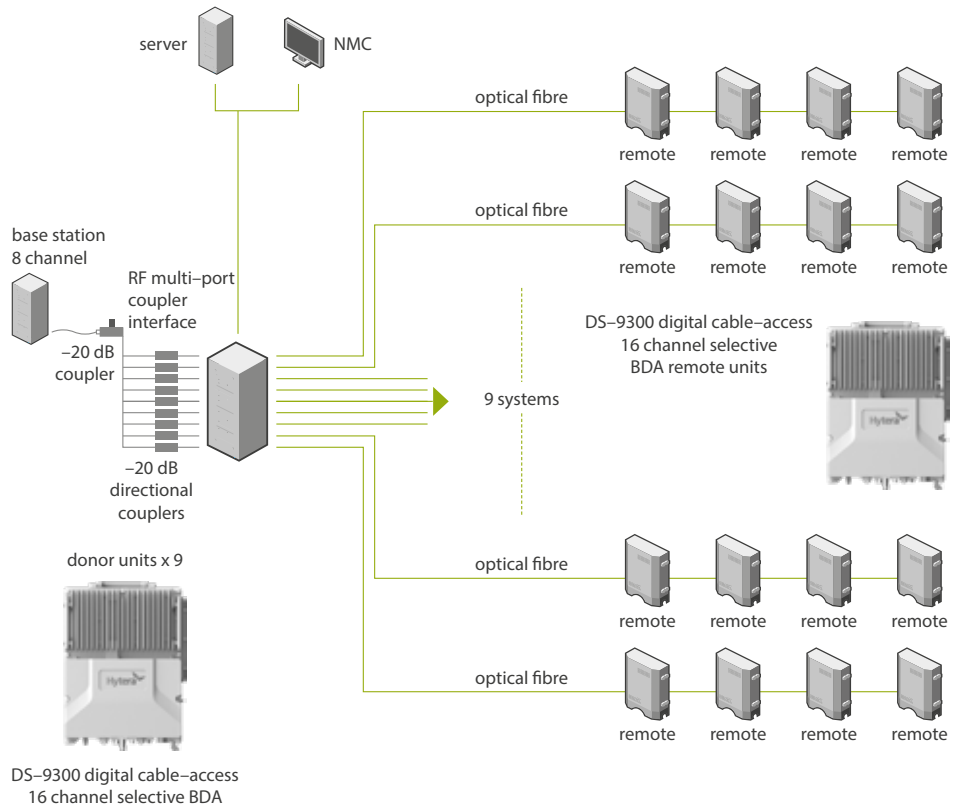 server
NMC
optical fibre
remote
remote
remote
remote
optical fibre
remote
remote
remote
remote
base station
8 channel
RF multi–port
coupler
interface
–20 dB
coupler
–20 dB
directional
couplers
9 systems
DS–9300 digital cable–access
16 channel selective
BDA remote units
Hytera
donor units x 9
Hytera
DS–9300 digital cable–access
16 channel selective BDA
optical fibre
remote
remote
remote
remote
optical fibre
remote
remote
remote
remote